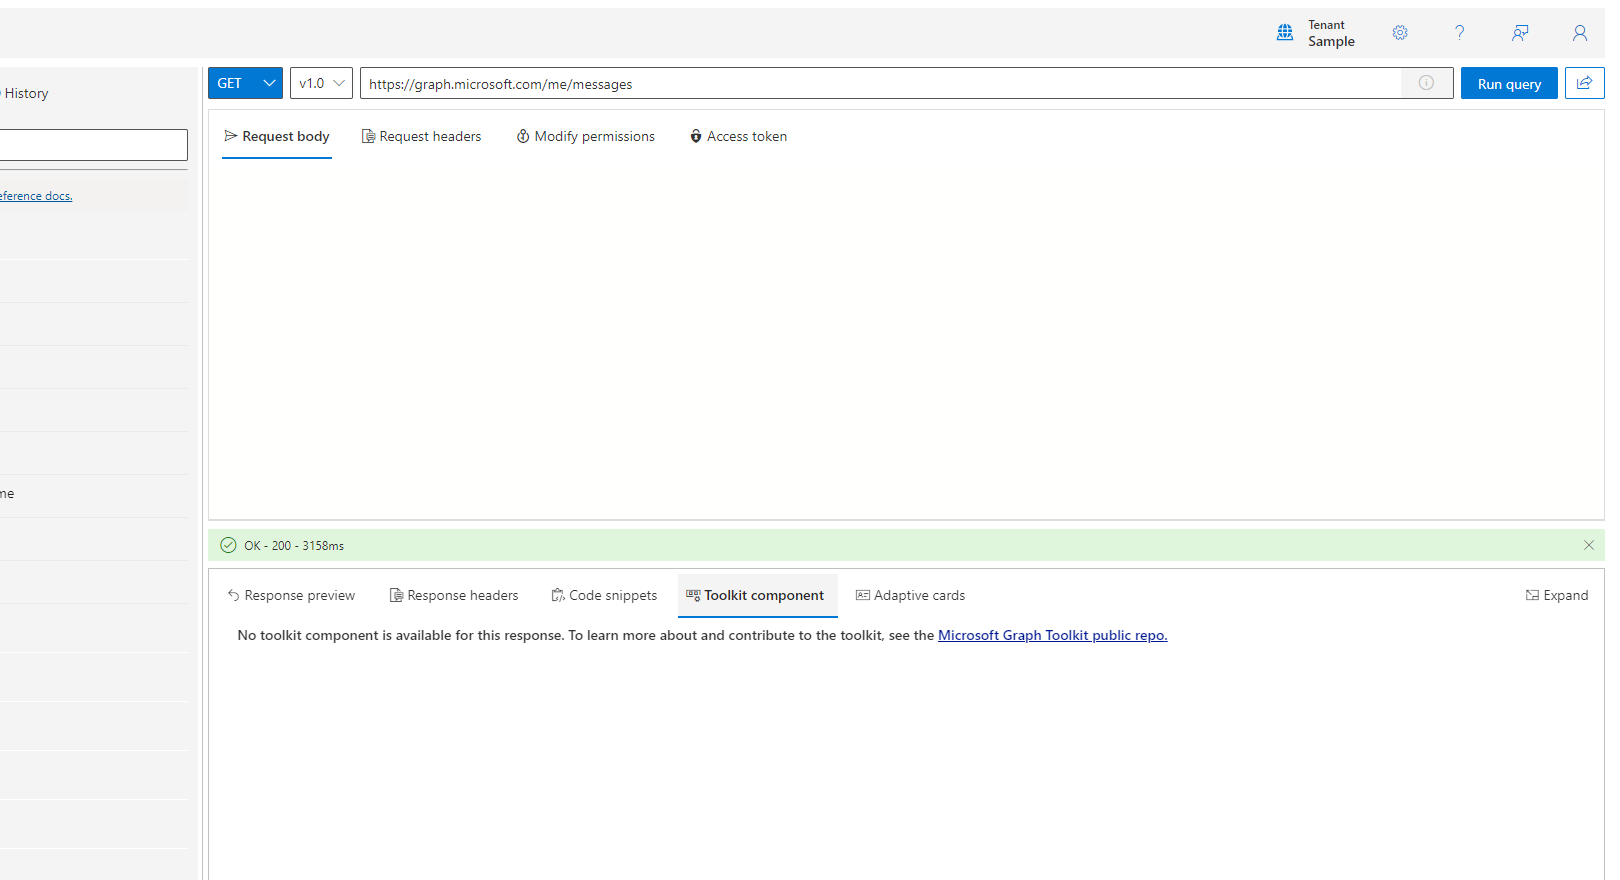 Tenant
Sample
History
GET
v1.0
https://graph.microsoft.com/me/messages
Run query
Request body
Request headers
Modify permissions
Access token
eference docs.
me
OK - 200 - 3158ms
Response preview
Response headers
Code snippets
Toolkit component
Adaptive cards
Expand
No toolkit component is available for this response. To learn more about and contribute to the toolkit, see the Microsoft Graph Toolkit public repo.